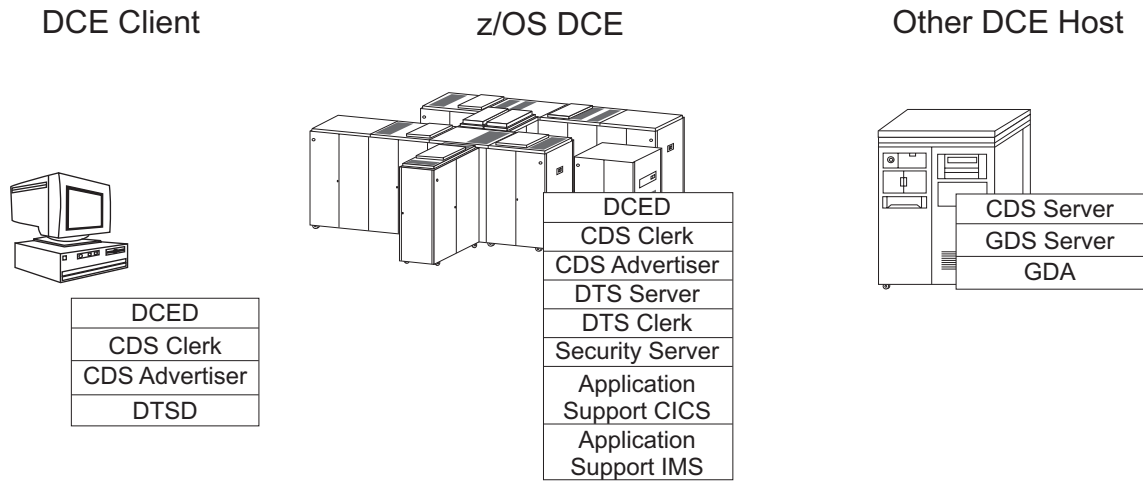 DCE Client
z/OS DCE
Other DCE Host
DCED
CDS Clerk
CDS Advertiser
DTSD
DCED
CDS Clerk
CDS Advertiser
DTS Server
DTS Clerk
Security Server
Application
Support CICS
Application
Support IMS
CDS Server
GDS Server
GDA